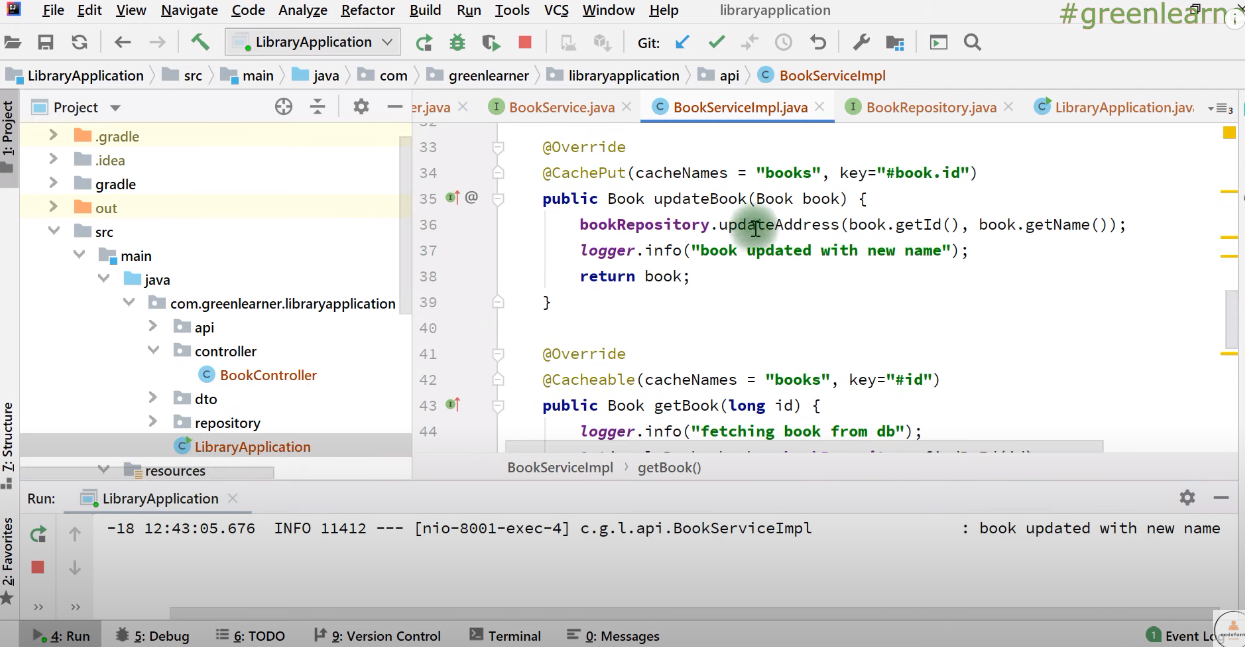 File Edit View Navigate Code Analyze Refactor Build Run Tools VCS Window Help libraryapplication
#greenlearn
LibraryApplication Git:
LibraryApplication src main java com greenlearner libraryapplication api BookServiceImpl
1: Project
Project
er.java BookService.java BookServiceImpl.java BookRepository.java LibraryApplication.java
.gradle
.idea
gradle
out
src
main
java
com.greenlearner.libraryapplication
api
controller
BookController
dto
repository
LibraryApplication
resources
33 @Override
34 @CachePut(cacheNames = "books", key="#book.id")
35 @ public Book updateBook(Book book) {
36 bookRepository.updateAddress(book.getId(), book.getName());
37 logger.info("book updated with new name");
38 return book;
39 }
40
41 @Override
42 @Cacheable(cacheNames = "books", key="#id")
43 public Book getBook(long id) {
44 logger.info("fetching book from db");
BookServiceImpl › getBook()
Z: Structure
2: Favorites
Run: LibraryApplication
-18 12:43:05.676 INFO 11412 --- [nio-8001-exec-4] c.g.l.api.BookServiceImpl : book updated with new name
4: Run 5: Debug 6: TODO 9: Version Control Terminal 0: Messages 1 Event Log